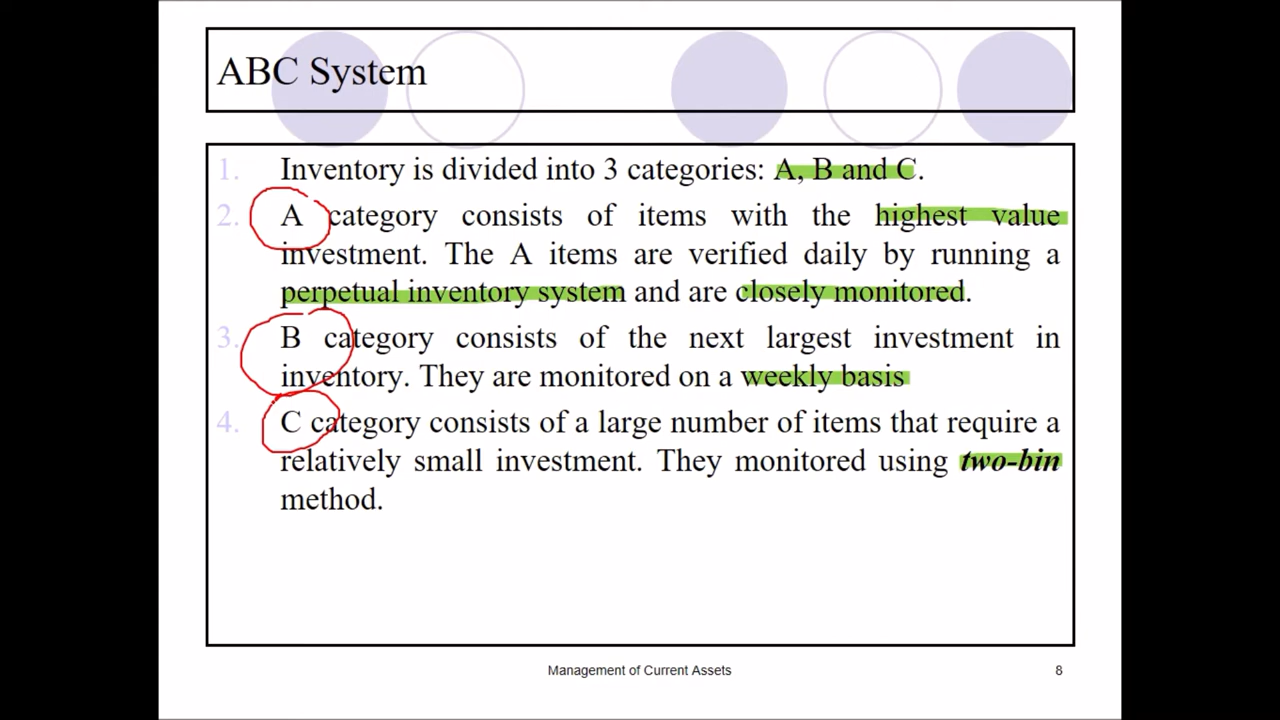 ABC System
1. Inventory is divided into 3 categories: A, B and C.
2. A category consists of items with the highest value
investment. The A items are verified daily by running a
perpetual inventory system and are closely monitored.
3. B category consists of the next largest investment in
inventory. They are monitored on a weekly basis
4. C category consists of a large number of items that require a
relatively small investment. They monitored using two-bin
method.
Management of Current Assets 8